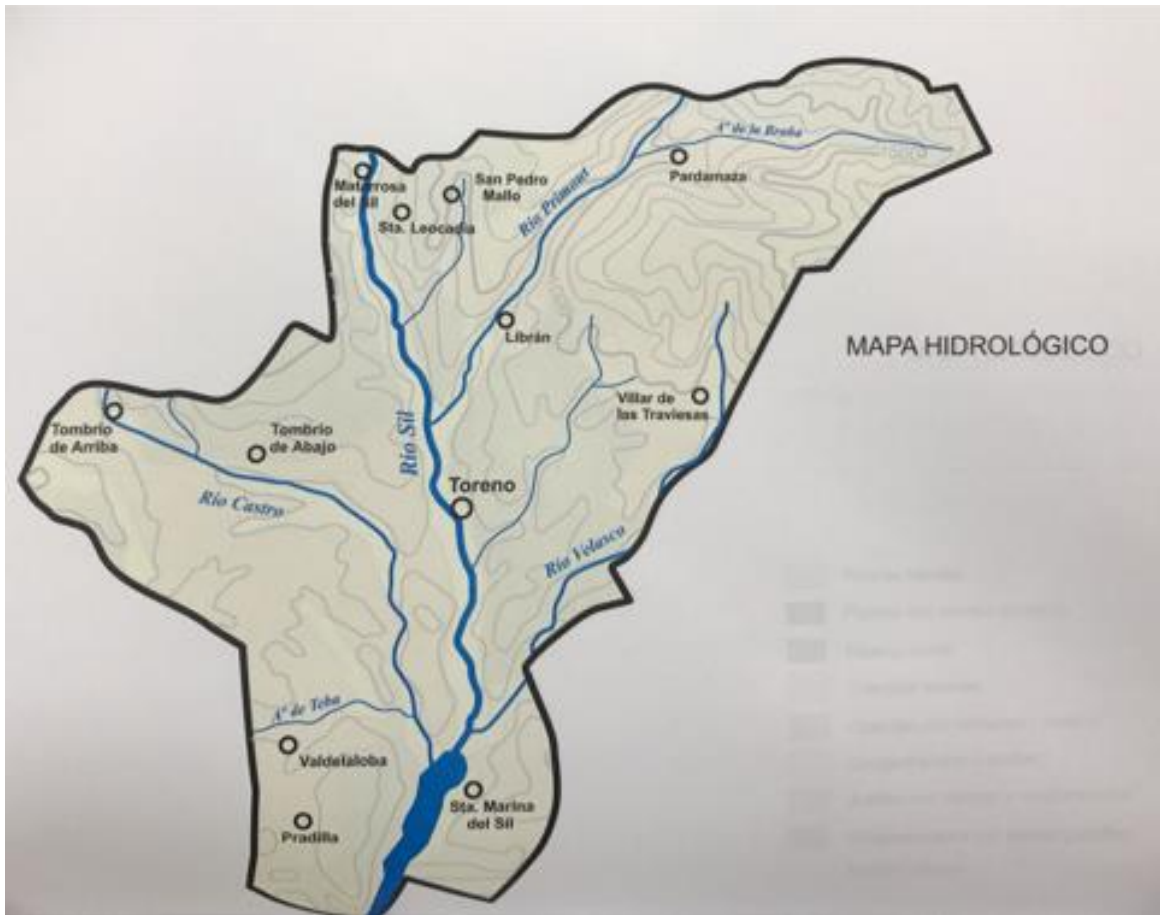 Aº de la Braña
Matarrosa
del Sil
San Pedro
Mallo
Sta. Leocadia
Río Primout
Pardamaza
Librán
MAPA HIDROLÓGICO
Villar de
las Traviesas
Tombrio
de Arriba
Tombrio
de Abajo
Río Sil
Toreno
Río Castro
Río Velasco
Aº de Toba
Valdelaloba
Sta. Marina
del Sil
Pradilla